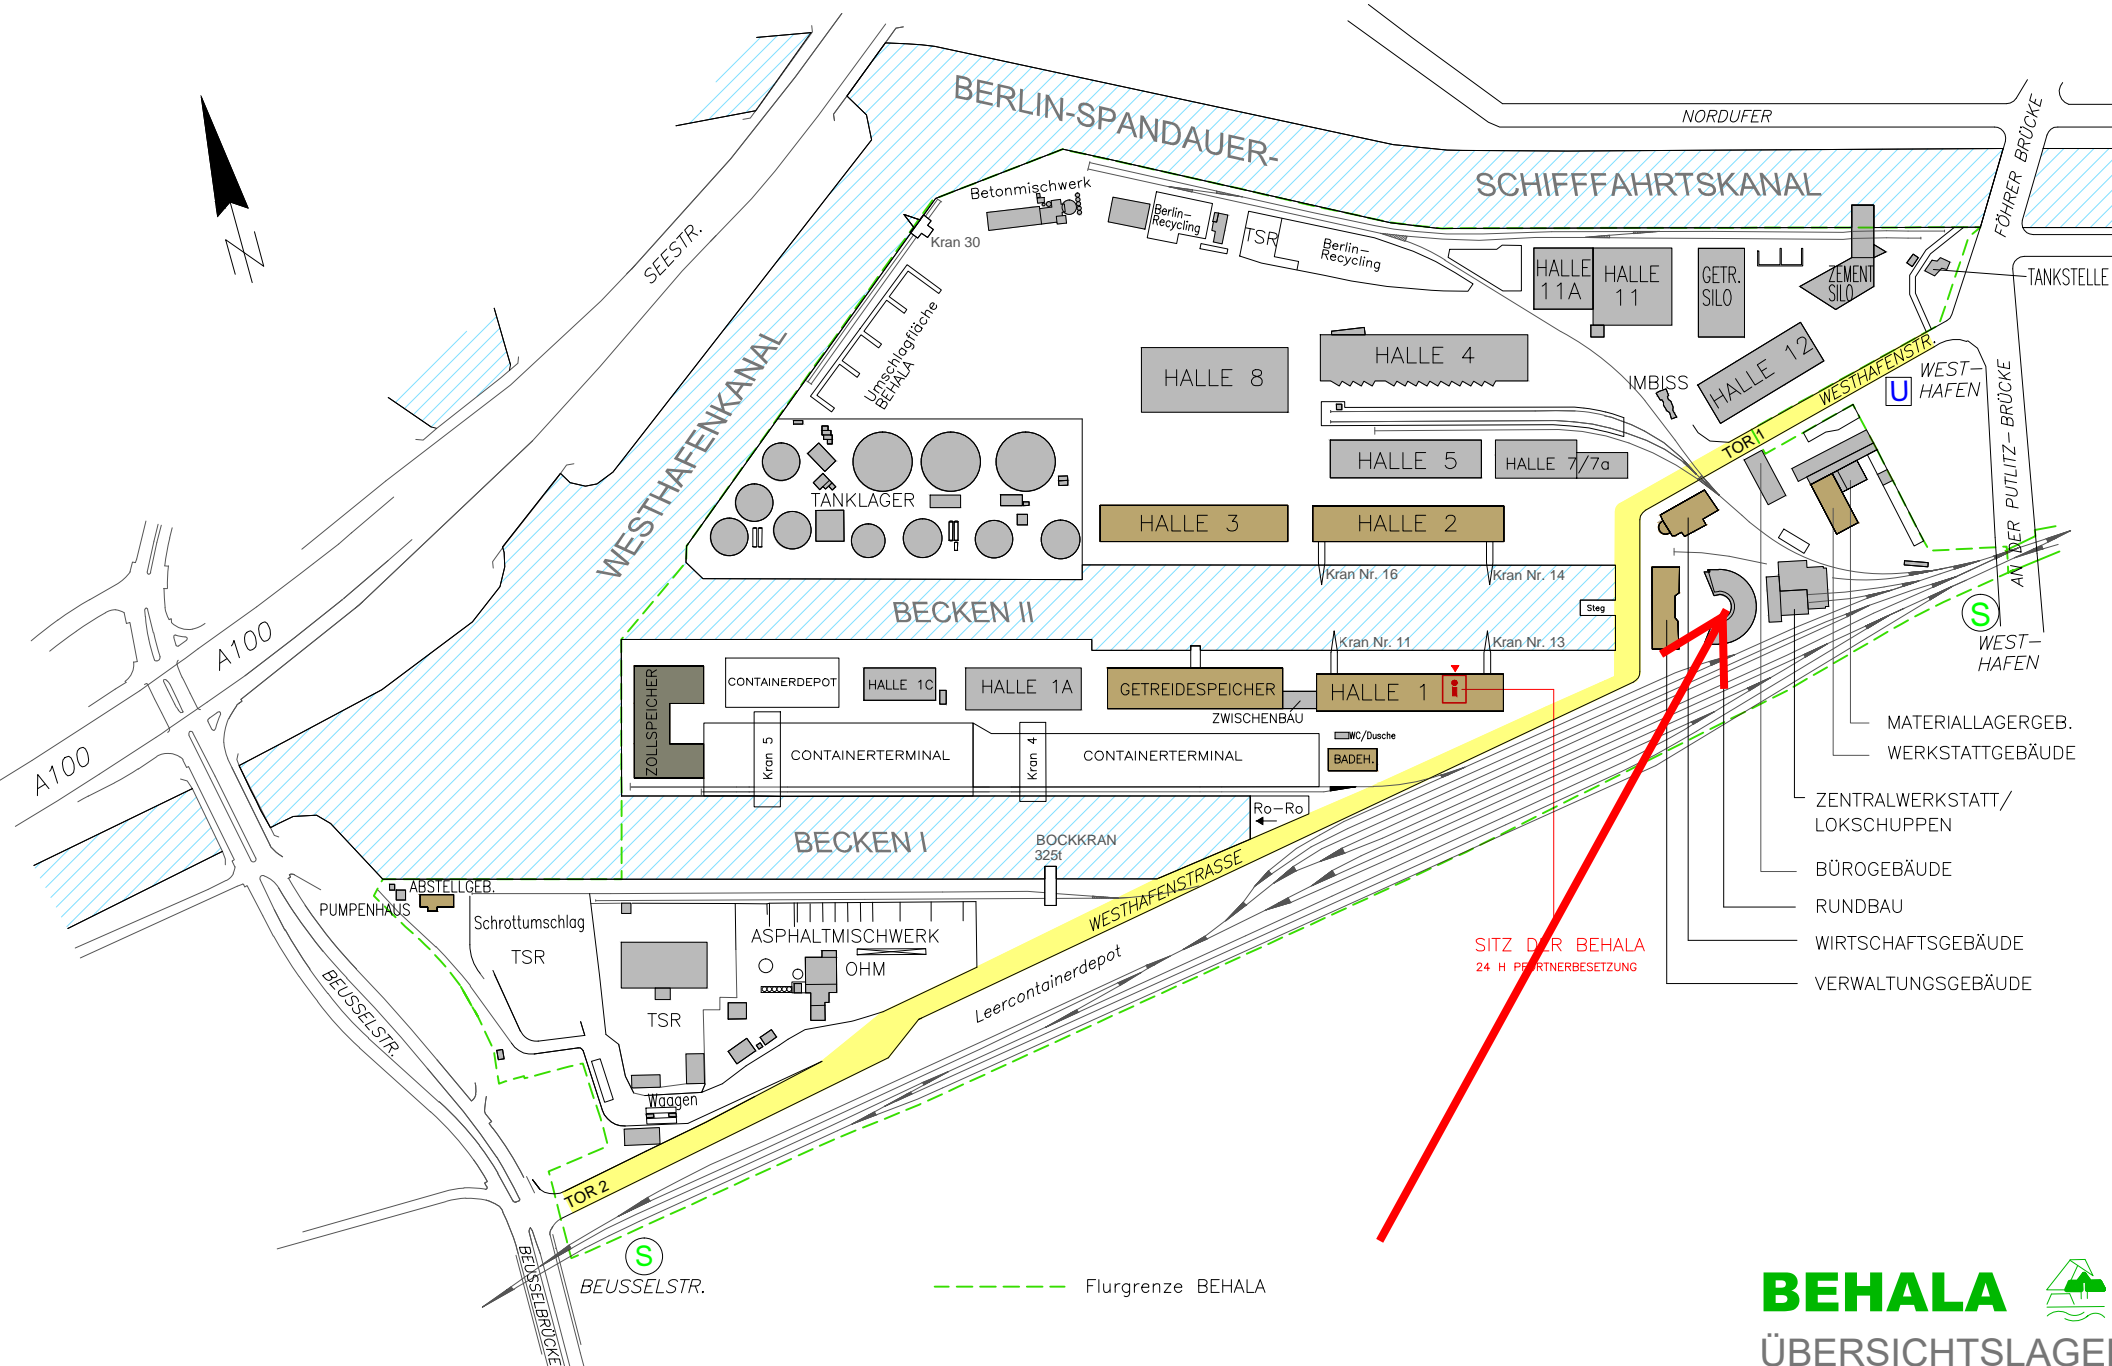 BERLIN-SPANDAUER-
SCHIFFFAHRTSKANAL
NORDUFER
FÖHRER BRÜCKE
SEESTR.
Betonmischwerk
Kran 30
Berlin-
Recycling
TSR
Berlin-
Recycling
HALLE
11A
HALLE
11
GETR.
SILO
ZEMENT
SILO
TANKSTELLE
Umschlagfläche
BEHALA
WESTHAFENKANAL
HALLE 8
HALLE 4
IMBISS
HALLE 12
WESTHAFENSTR.
U
WEST-
HAFEN
AN DER PUTLITZ-BRÜCKE
TOR 1
HALLE 5
HALLE 7/7a
TANKLAGER
HALLE 3
HALLE 2
Kran Nr. 16
Kran Nr. 14
BECKEN II
Steg
Kran Nr. 11
Kran Nr. 13
S
WEST-
HAFEN
A100
A100
ZOLLSPEICHER
CONTAINERDEPOT
HALLE 1C
HALLE 1A
GETREIDESPEICHER
ZWISCHENBAU
HALLE 1
i
WC/Dusche
BADEH.
Kran 5
CONTAINERTERMINAL
Kran 4
CONTAINERTERMINAL
Ro-Ro
BECKEN I
BOCKKRAN
325t
WESTHAFENSTRASSE
MATERIALLAGERGEB.
WERKSTATTGEBÄUDE
ZENTRALWERKSTATT/
LOKSCHUPPEN
BÜROGEBÄUDE
RUNDBAU
WIRTSCHAFTSGEBÄUDE
VERWALTUNGSGEBÄUDE
SITZ DER BEHALA
24 H PFÖRTNERBESETZUNG
ABSTELLGEB.
PUMPENHAUS
Schrottumschlag
TSR
ASPHALTMISCHWERK
OHM
TSR
Leercontainerdepot
BEUSSELSTR.
Waagen
TOR 2
S
BEUSSELSTR.
BEUSSELBRÜCKE
Flurgrenze BEHALA
BEHALA
ÜBERSICHTSLAGE
N